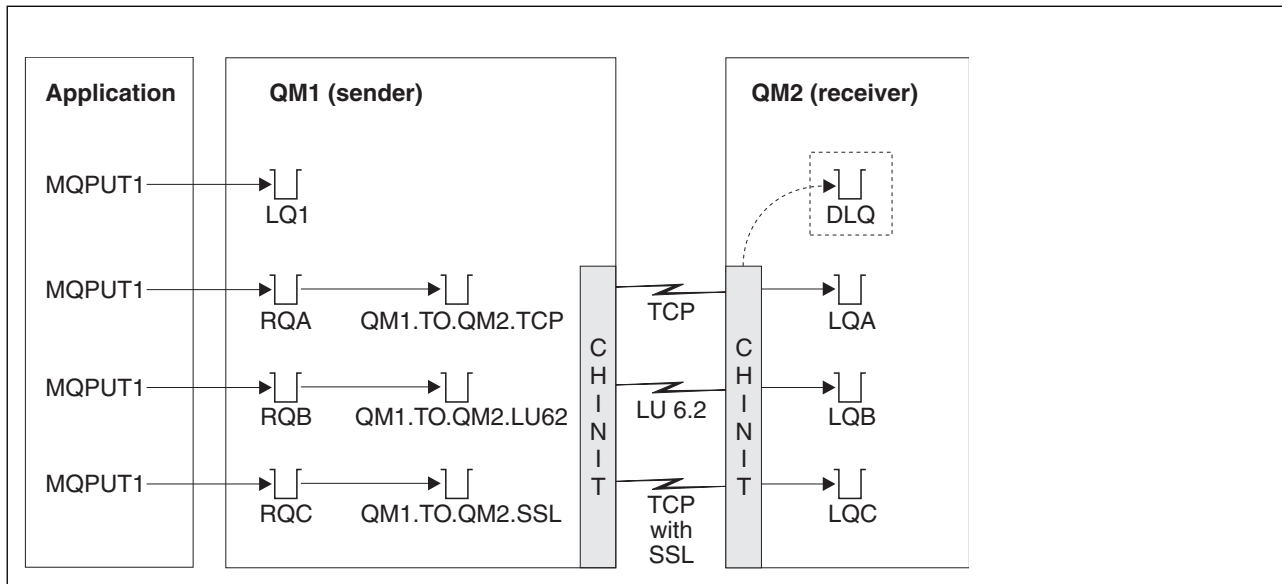 Application
QM1 (sender)
QM2 (receiver)
MQPUT1
LQ1
DLQ
MQPUT1
RQA
QM1.TO.QM2.TCP
TCP
LQA
MQPUT1
RQB
QM1.TO.QM2.LU62
LU 6.2
LQB
MQPUT1
RQC
QM1.TO.QM2.SSL
TCP
with
SSL
LQC
C
H
I
N
I
T
C
H
I
N
I
T